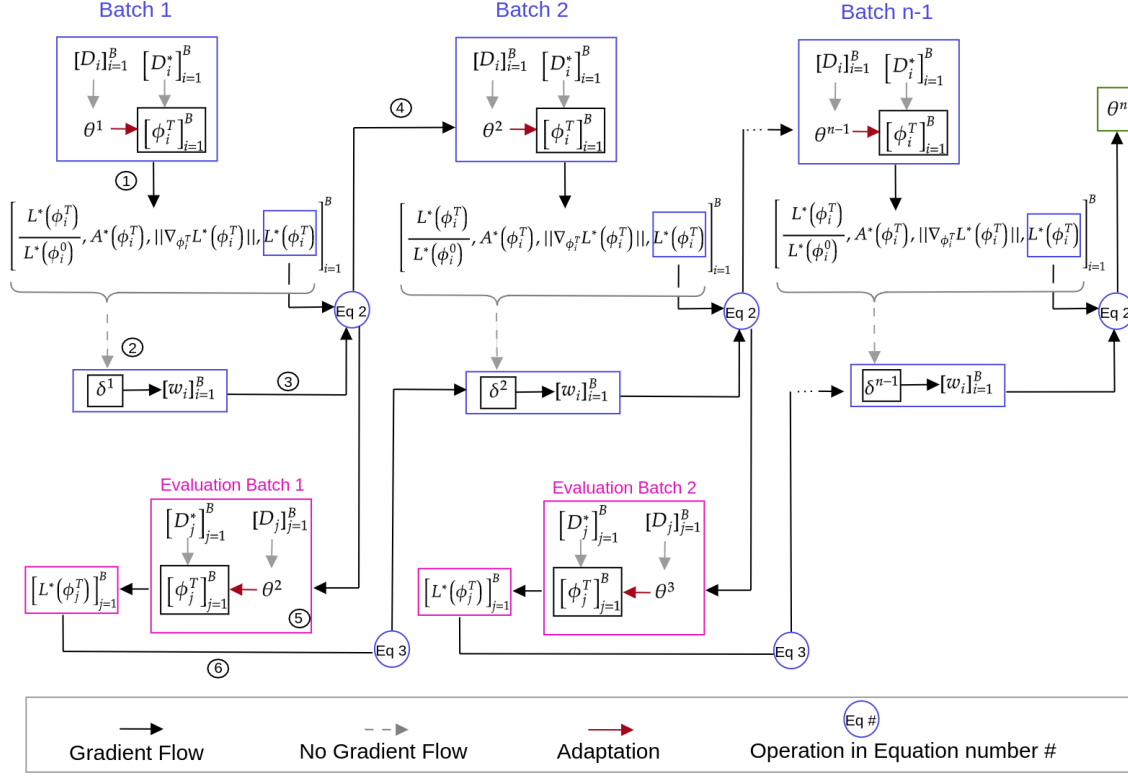 Batch 1
Batch 2
Batch n-1
[D_i]_{i=1}^B [D_i^*]_{i=1}^B
θ^1 [φ_i^T]_{i=1}^B
[D_i]_{i=1}^B [D_i^*]_{i=1}^B
θ^2 [φ_i^T]_{i=1}^B
[D_i]_{i=1}^B [D_i^*]_{i=1}^B
θ^{n-1} [φ_i^T]_{i=1}^B
θ^n
④
①
[L^*(φ_i^T) / L^*(φ_i^0), A^*(φ_i^T), ||∇_{φ_i^T} L^*(φ_i^T)||, L^*(φ_i^T)]_{i=1}^B
[L^*(φ_i^T) / L^*(φ_i^0), A^*(φ_i^T), ||∇_{φ_i^T} L^*(φ_i^T)||, L^*(φ_i^T)]_{i=1}^B
[L^*(φ_i^T) / L^*(φ_i^0), A^*(φ_i^T), ||∇_{φ_i^T} L^*(φ_i^T)||, L^*(φ_i^T)]_{i=1}^B
Eq 2
Eq 2
Eq 2
②
③
δ^1 [w_i]_{i=1}^B
δ^2 [w_i]_{i=1}^B
δ^{n-1} [w_i]_{i=1}^B
Evaluation Batch 1
[D_j^*]_{j=1}^B [D_j]_{j=1}^B
[L^*(φ_j^T)]_{j=1}^B [φ_j^T]_{j=1}^B θ^2
⑤
Evaluation Batch 2
[D_j^*]_{j=1}^B [D_j]_{j=1}^B
[L^*(φ_j^T)]_{j=1}^B [φ_j^T]_{j=1}^B θ^3
⑥
Eq 3
Eq 3
Eq #
Gradient Flow
No Gradient Flow
Adaptation
Operation in Equation number #